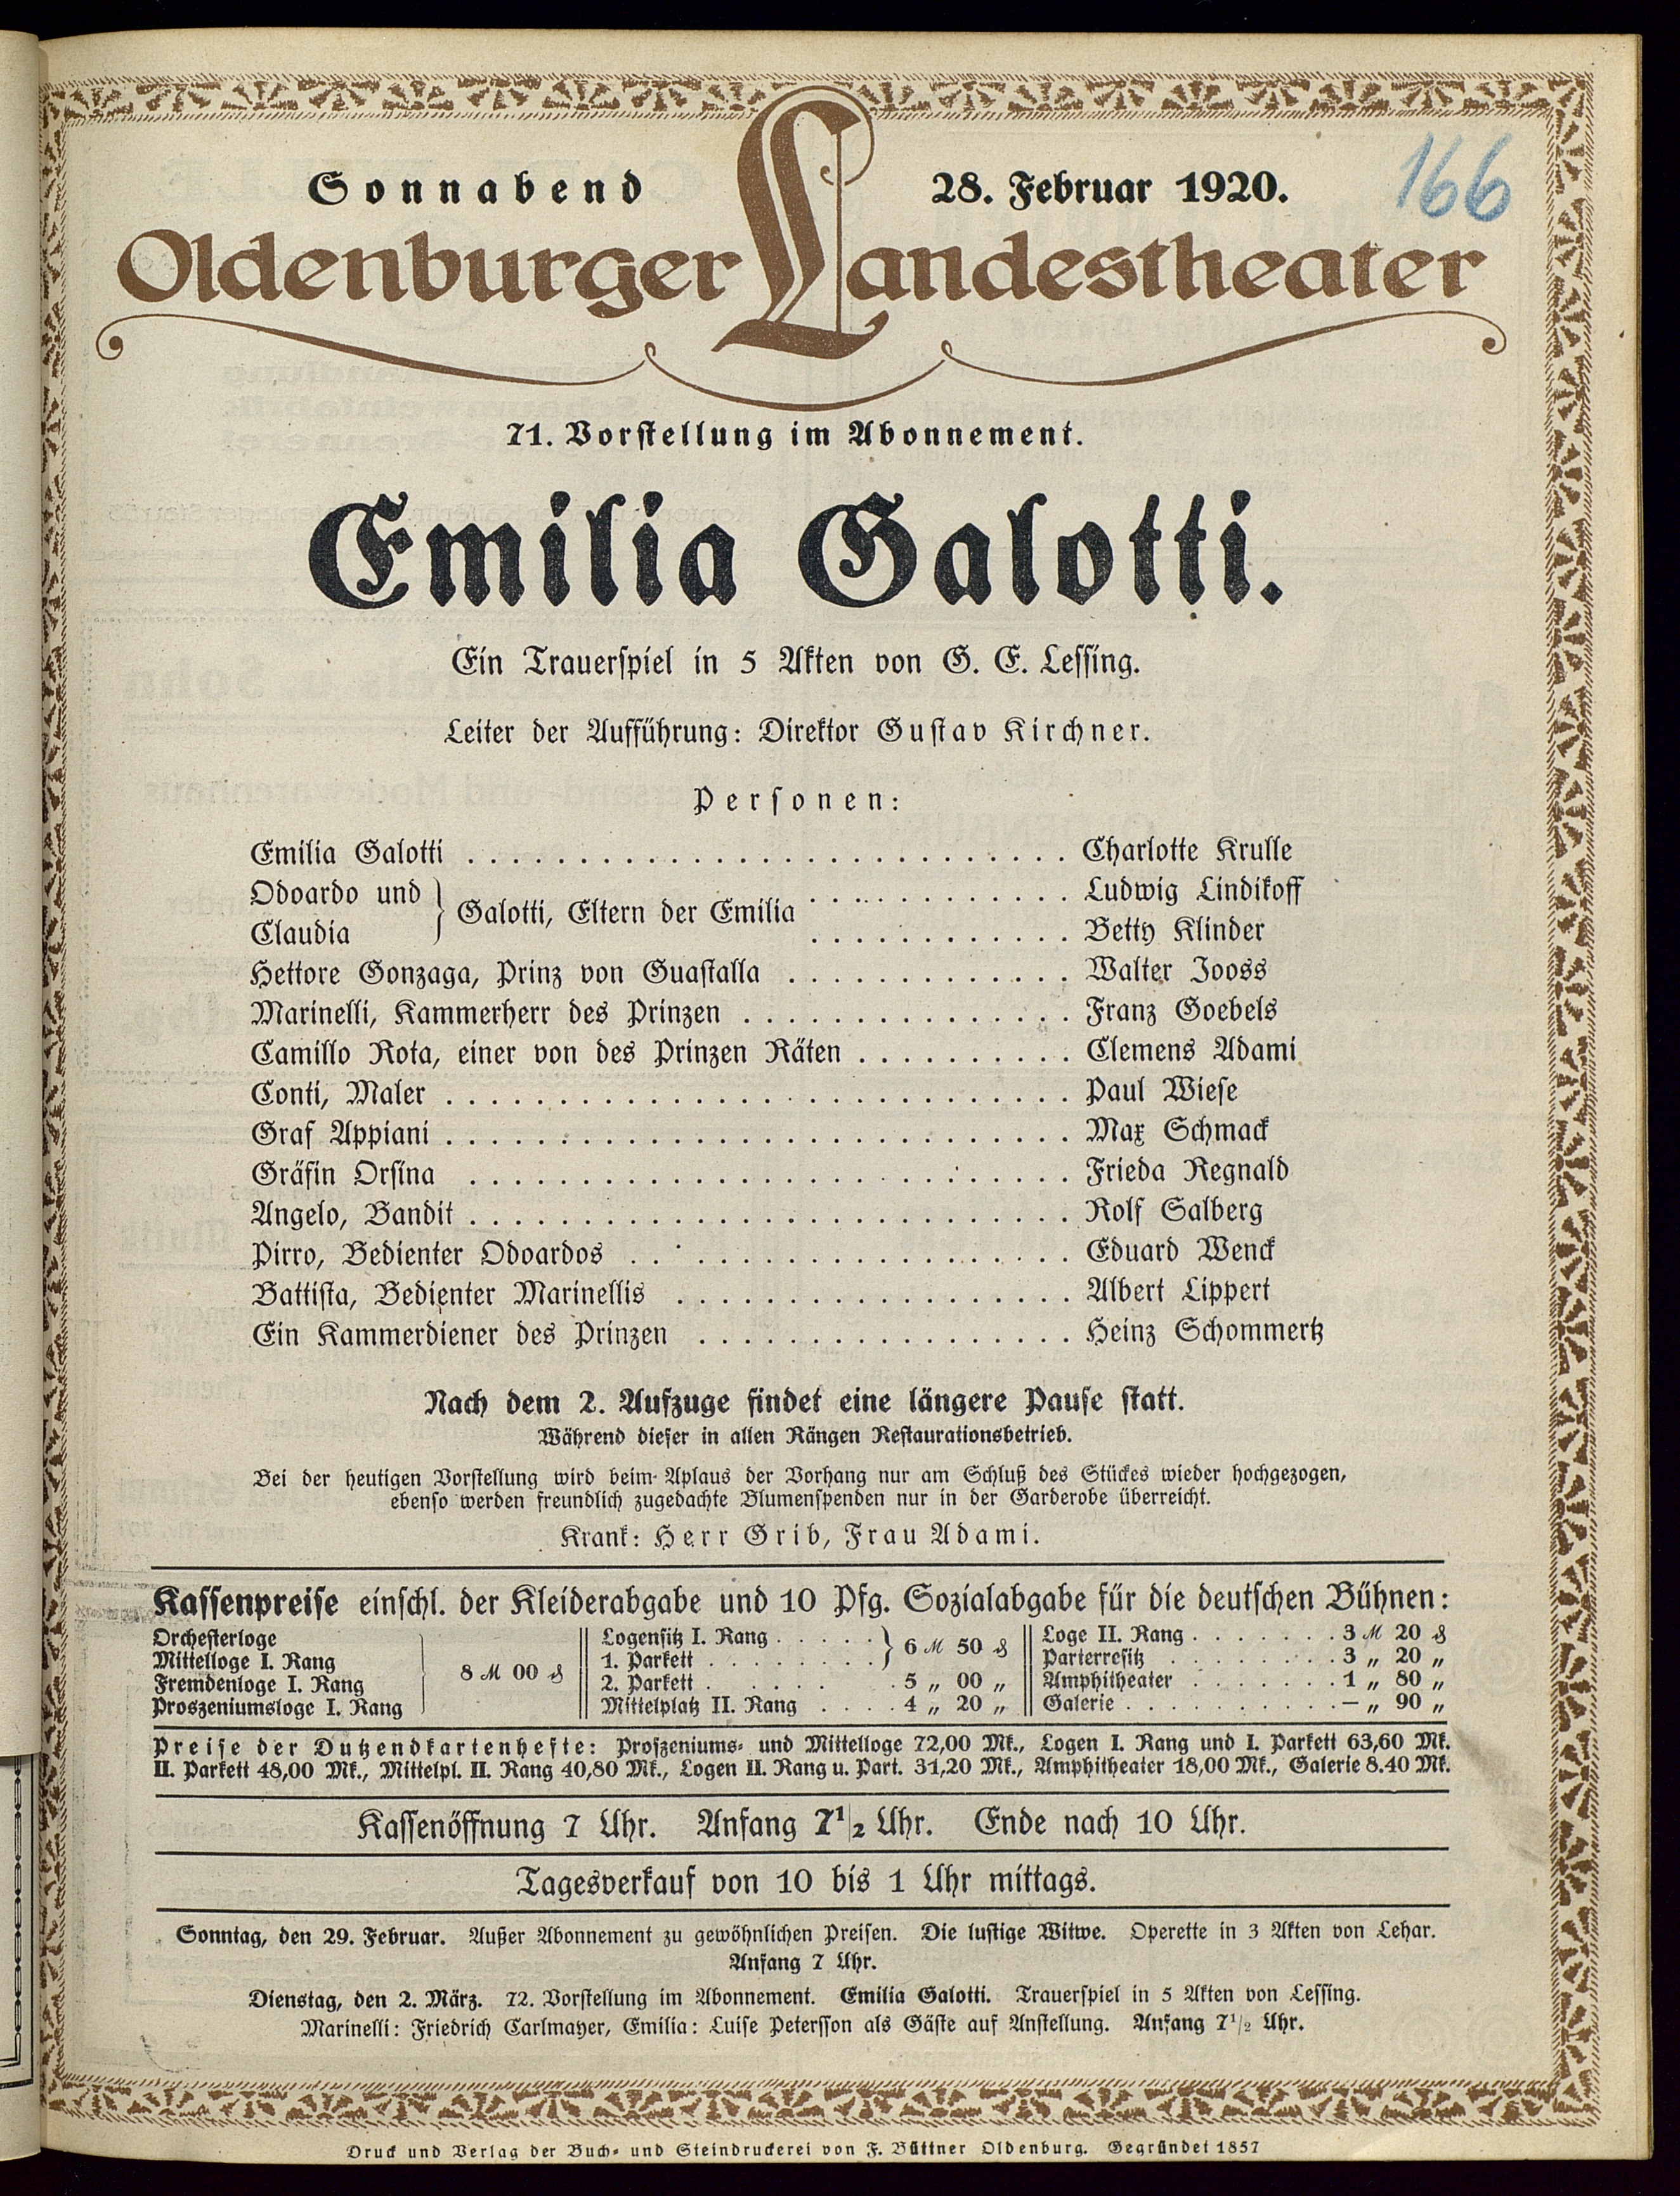 Sonnabend 28. Februar 1920. 166
Oldenburger Landestheater
71. Vorstellung im Abonnement.
Emilia Galotti.
Ein Trauerspiel in 5 Akten von G. E. Lessing.
Leiter der Aufführung: Direktor Gustav Kirchner.
Personen:
Emilia Galotti . . . . . . . . . . Charlotte Krulle
Odoardo und } Galotti, Eltern der Emilia . . . . . . . . . . Ludwig Lindikoff
Claudia . . . . . . . . . . Betty Klinder
Hettore Gonzaga, Prinz von Guastalla . . . . . . . . . . Walter Jooss
Marinelli, Kammerherr des Prinzen . . . . . . . . . . Franz Goebels
Camillo Rota, einer von des Prinzen Räten . . . . . . . . . . Clemens Adami
Conti, Maler . . . . . . . . . . Paul Wiese
Graf Appiani . . . . . . . . . . Max Schmack
Gräfin Orsina . . . . . . . . . . Frieda Regnald
Angelo, Bandit . . . . . . . . . . Rolf Salberg
Pirro, Bedienter Odoardos . . . . . . . . . . Eduard Wenck
Battista, Bedienter Marinellis . . . . . . . . . . Albert Lippert
Ein Kammerdiener des Prinzen . . . . . . . . . . Heinz Schommertz
Nach dem 2. Aufzuge findet eine längere Pause statt.
Während dieser in allen Rängen Restaurationsbetrieb.
Bei der heutigen Vorstellung wird beim Aplaus der Vorhang nur am Schluß des Stückes wieder hochgezogen,
ebenso werden freundlich zugedachte Blumenspenden nur in der Garderobe überreicht.
Krank: Herr Grib, Frau Adami.
Kassenpreise einschl. der Kleiderabgabe und 10 Pfg. Sozialabgabe für die deutschen Bühnen:
Orchesterloge
Mittelloge I. Rang
Fremdenloge I. Rang
Proszeniumsloge I. Rang
8 ℳ 00 ₰
Logensitz I. Rang . . . . .
1. Parkett . . . . . . . . } 6 ℳ 50 ₰
2. Parkett . . . . . 5 „ 00 „
Mittelplatz II. Rang . . . . 4 „ 20 „
Loge II. Rang . . . . . . . 3 ℳ 20 ₰
Parterresitz . . . . . . . . 3 „ 20 „
Amphitheater . . . . . . . 1 „ 80 „
Galerie . . . . . . . . . . — „ 90 „
Preise der Dutzendkartenhefte: Proszeniums- und Mittelloge 72,00 Mk., Logen I. Rang und I. Parkett 63,60 Mk.
II. Parkett 48,00 Mk., Mittelpl. II. Rang 40,80 Mk., Logen II. Rang u. Part. 31,20 Mk., Amphitheater 18,00 Mk., Galerie 8.40 Mk.
Kassenöffnung 7 Uhr. Anfang 7 1/2 Uhr. Ende nach 10 Uhr.
Tagesverkauf von 10 bis 1 Uhr mittags.
Sonntag, den 29. Februar. Außer Abonnement zu gewöhnlichen Preisen. Die lustige Witwe. Operette in 3 Akten von Lehar.
Anfang 7 Uhr.
Dienstag, den 2. März. 72. Vorstellung im Abonnement. Emilia Galotti. Trauerspiel in 5 Akten von Lessing.
Marinelli: Friedrich Carlmayer, Emilia: Luise Petersson als Gäste auf Anstellung. Anfang 7 1/2 Uhr.
Druck und Verlag der Buch- und Steindruckerei von F. Büttner Oldenburg. Gegründet 1857